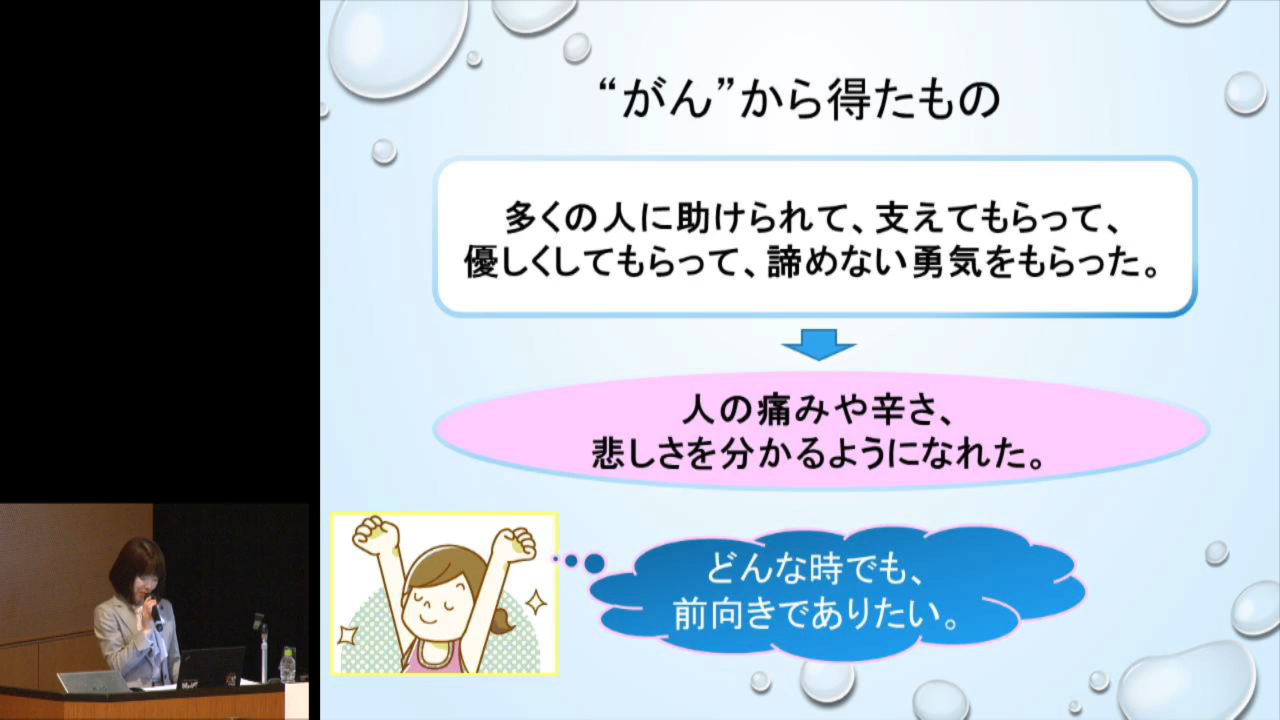 “がん”から得たもの
多くの人に助けられて、支えてもらって、
優しくしてもらって、諦めない勇気をもらった。
人の痛みや辛さ、
悲しさを分かるようになれた。
どんな時でも、
前向きでありたい。